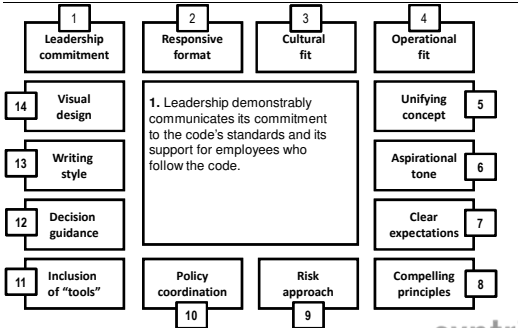 1
Leadership
commitment
2
Responsive
format
3
Cultural
fit
4
Operational
fit
14
Visual
design
1. Leadership demonstrably
communicates its commitment
to the code's standards and its
support for employees who
follow the code.
Unifying
concept
5
13
Writing
style
Aspirational
tone
6
12
Decision
guidance
Clear
expectations
7
11
Inclusion
of “tools”
Policy
coordination
10
Risk
approach
9
Compelling
principles
8